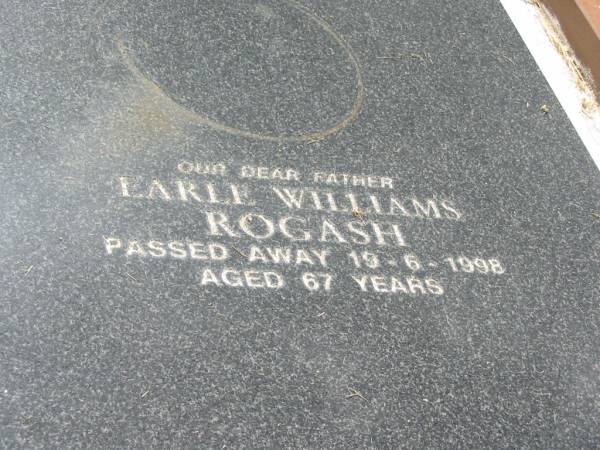 OUR DEAR FATHER
EARLE WILLIAMS
ROGASH
PASSED AWAY 19-6-1998
AGED 67 YEARS